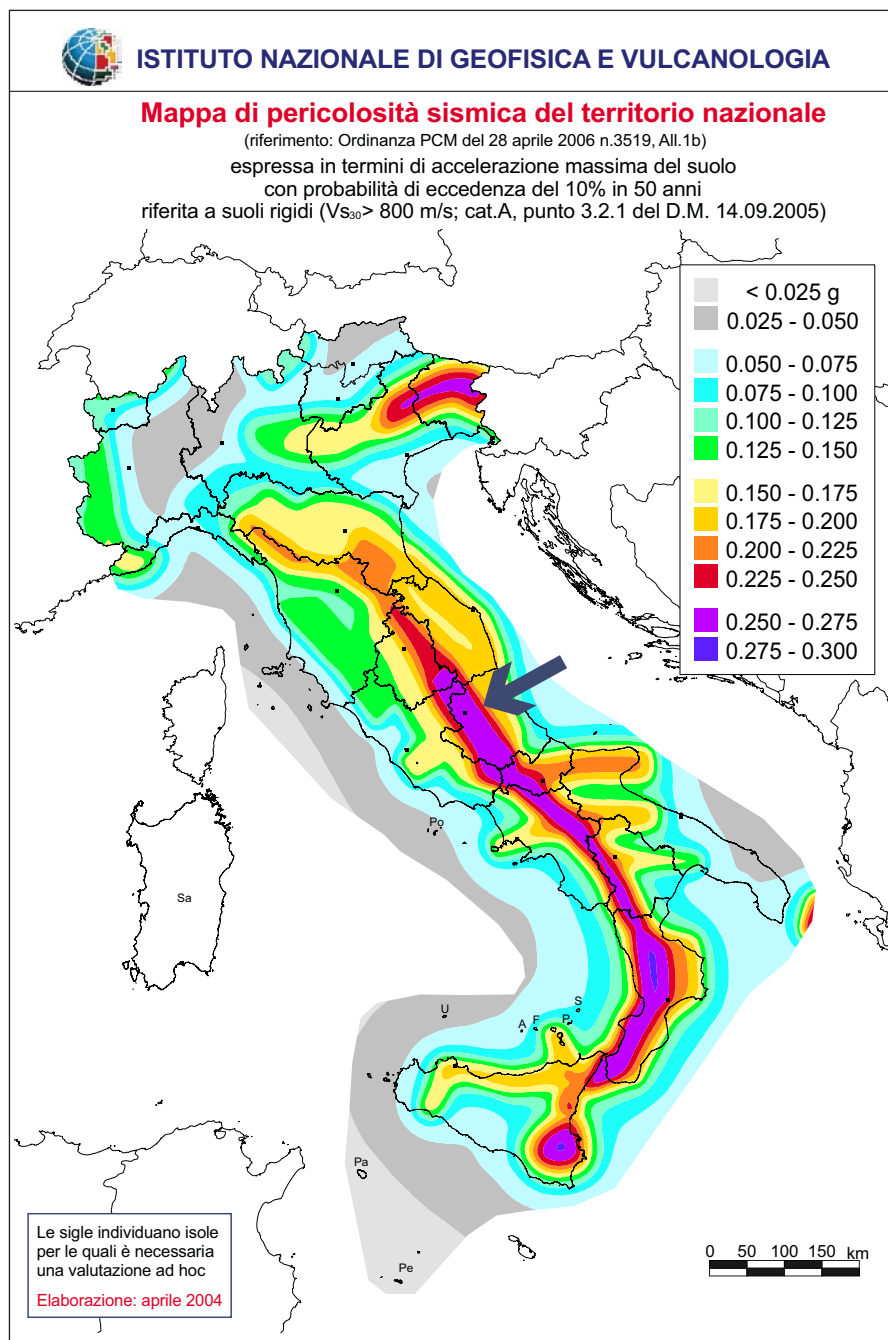 ISTITUTO NAZIONALE DI GEOFISICA E VULCANOLOGIA
Mappa di pericolosità sismica del territorio nazionale
(riferimento: Ordinanza PCM del 28 aprile 2006 n.3519, All.1b)
espressa in termini di accelerazione massima del suolo
con probabilità di eccedenza del 10% in 50 anni
riferita a suoli rigidi (Vs30> 800 m/s; cat.A, punto 3.2.1 del D.M. 14.09.2005)
< 0.025 g
0.025 - 0.050
0.050 - 0.075
0.075 - 0.100
0.100 - 0.125
0.125 - 0.150
0.150 - 0.175
0.175 - 0.200
0.200 - 0.225
0.225 - 0.250
0.250 - 0.275
0.275 - 0.300
Po
Sa
U
A
F
P
S
Pa
Pe
Le sigle individuano isole
per le quali è necessaria
una valutazione ad hoc
Elaborazione: aprile 2004
0 50 100 150 km